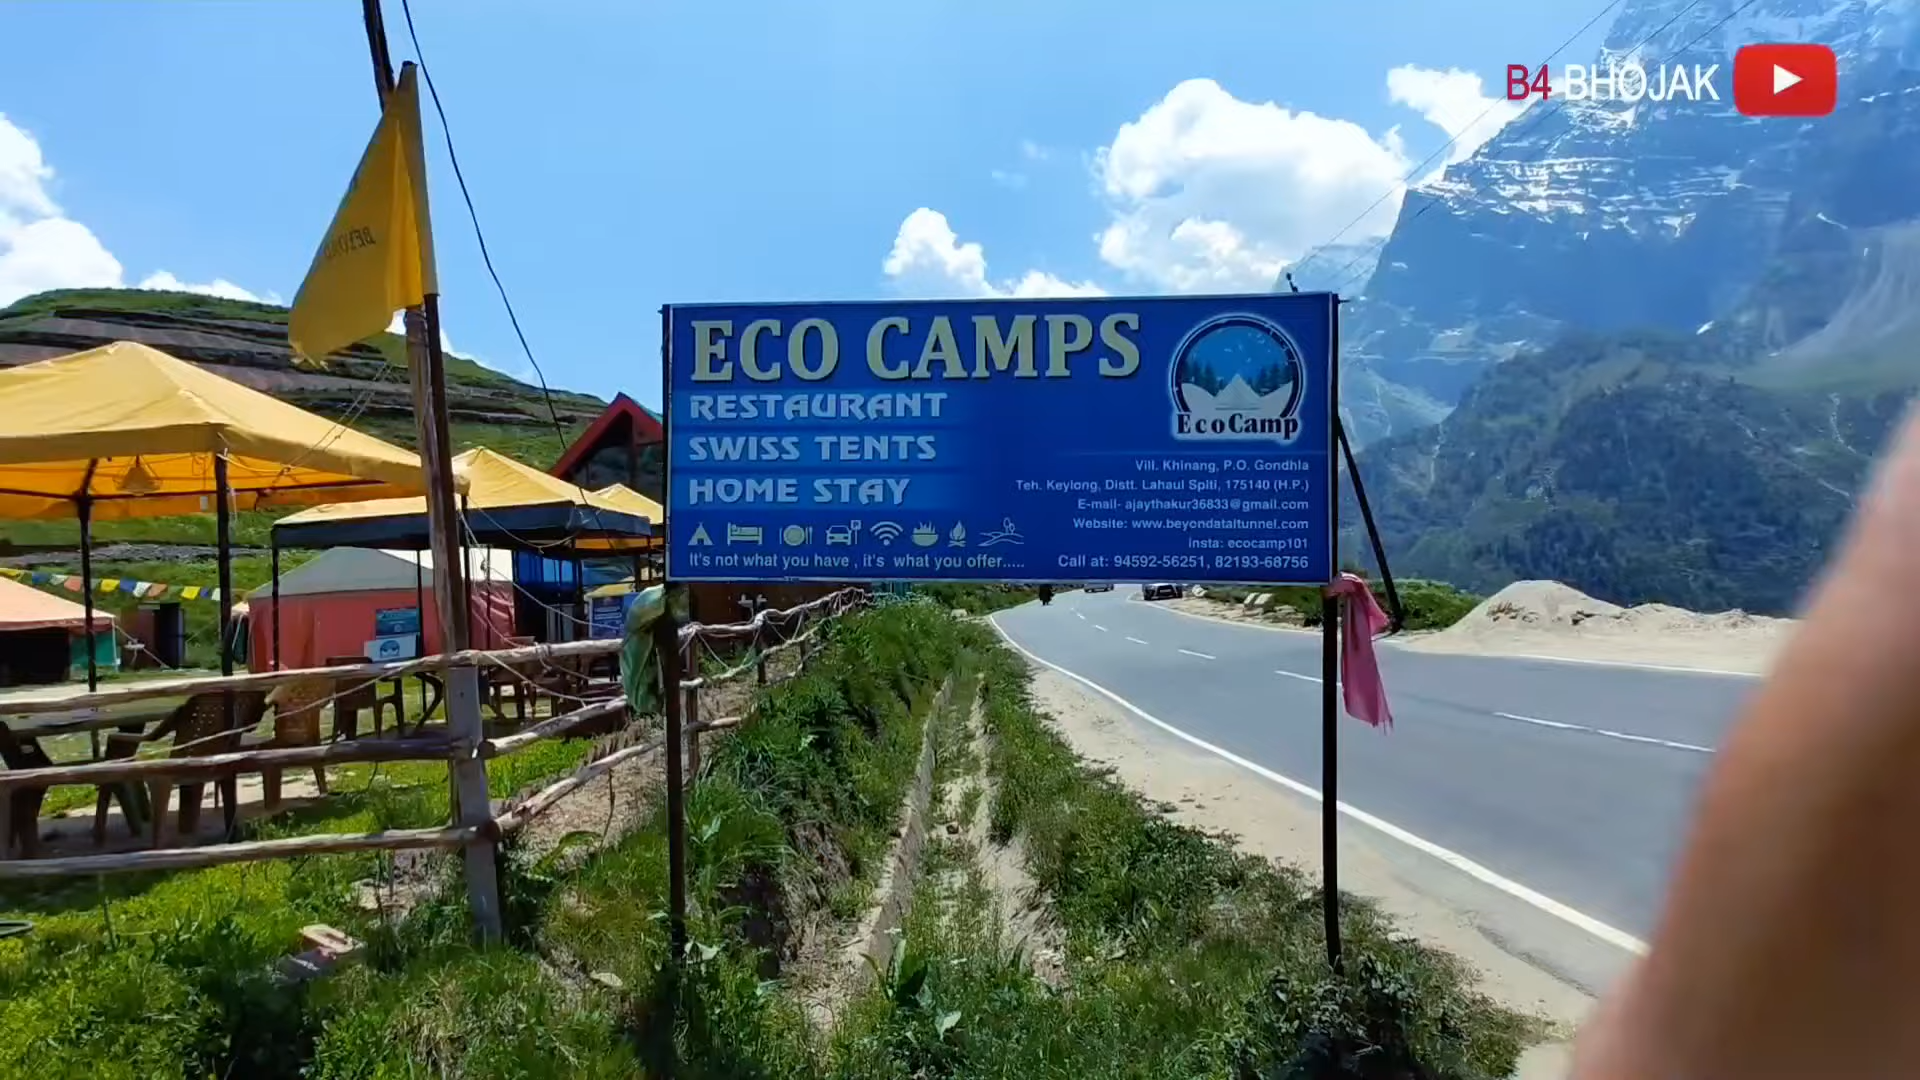 B4 BHOJAK
BEYOND
ECO CAMPS
RESTAURANT
SWISS TENTS
HOME STAY
It's not what you have , it's what you offer.....
EcoCamp
Vill. Khinang, P.O. Gondhla
Teh. Keylong, Distt. Lahaul Spiti, 175140 (H.P.)
E-mail- ajaythakur36833@gmail.com
Website: www.beyondataltunnel.com
insta: ecocamp101
Call at: 94592-56251, 82193-68756